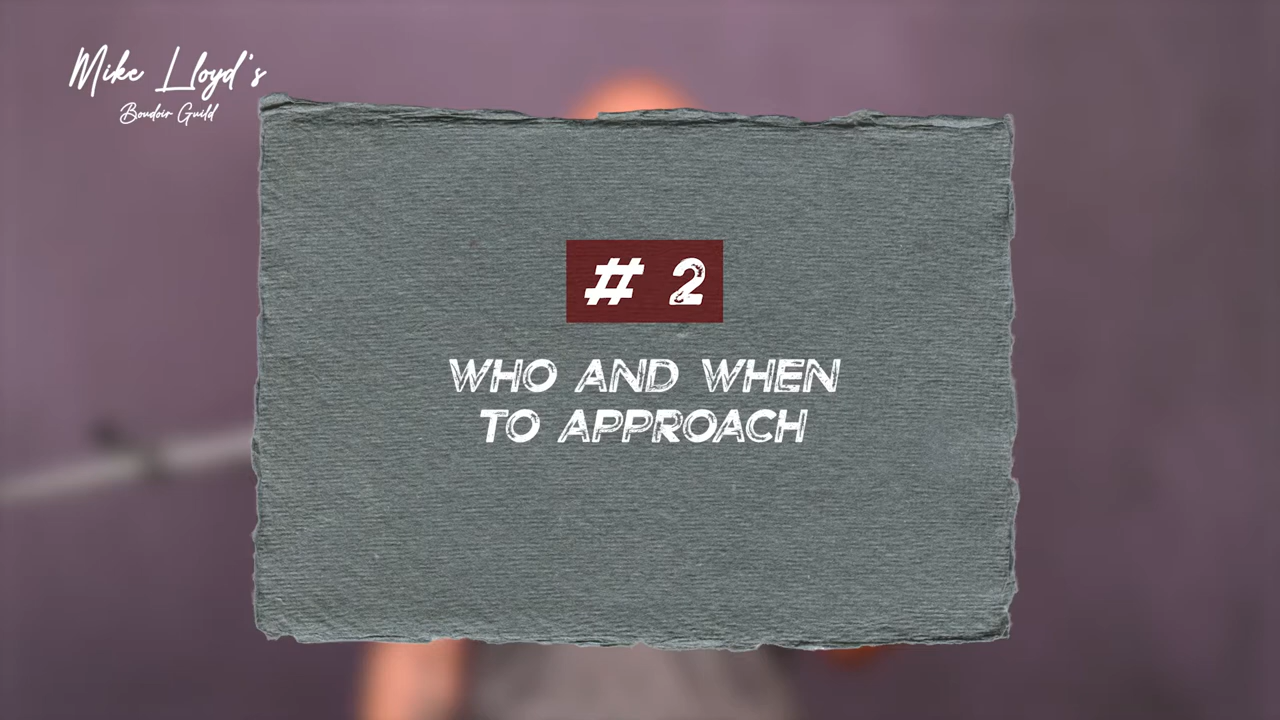 Mike Lloyd's
Boudoir Guild
# 2
WHO AND WHEN
TO APPROACH